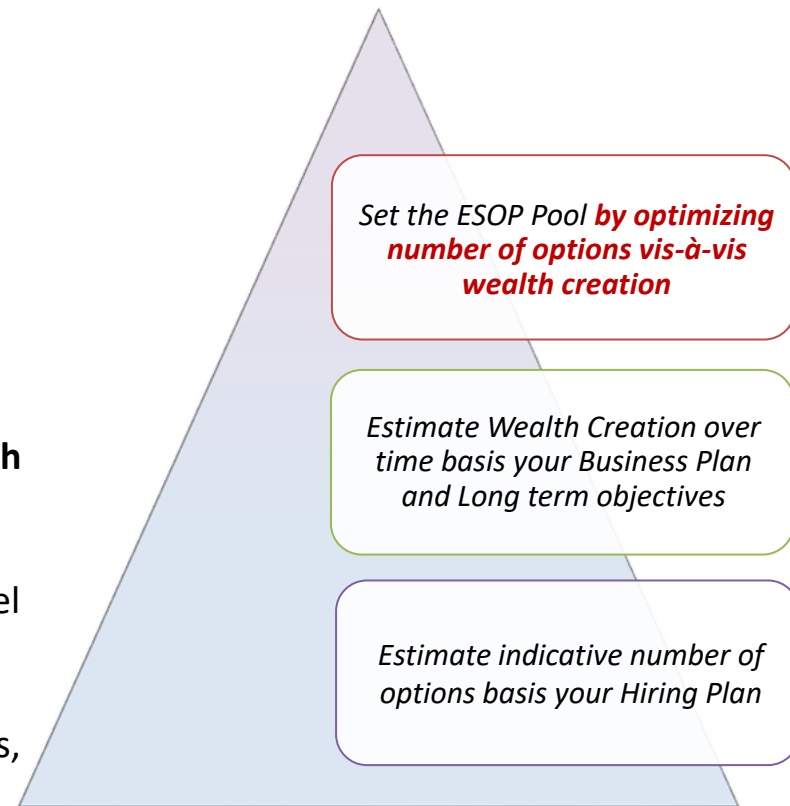 Set the ESOP Pool by optimizing
number of options vis-à-vis
wealth creation
Estimate Wealth Creation over
time basis your Business Plan
and Long term objectives
Estimate indicative number of
options basis your Hiring Plan
h
el
s,